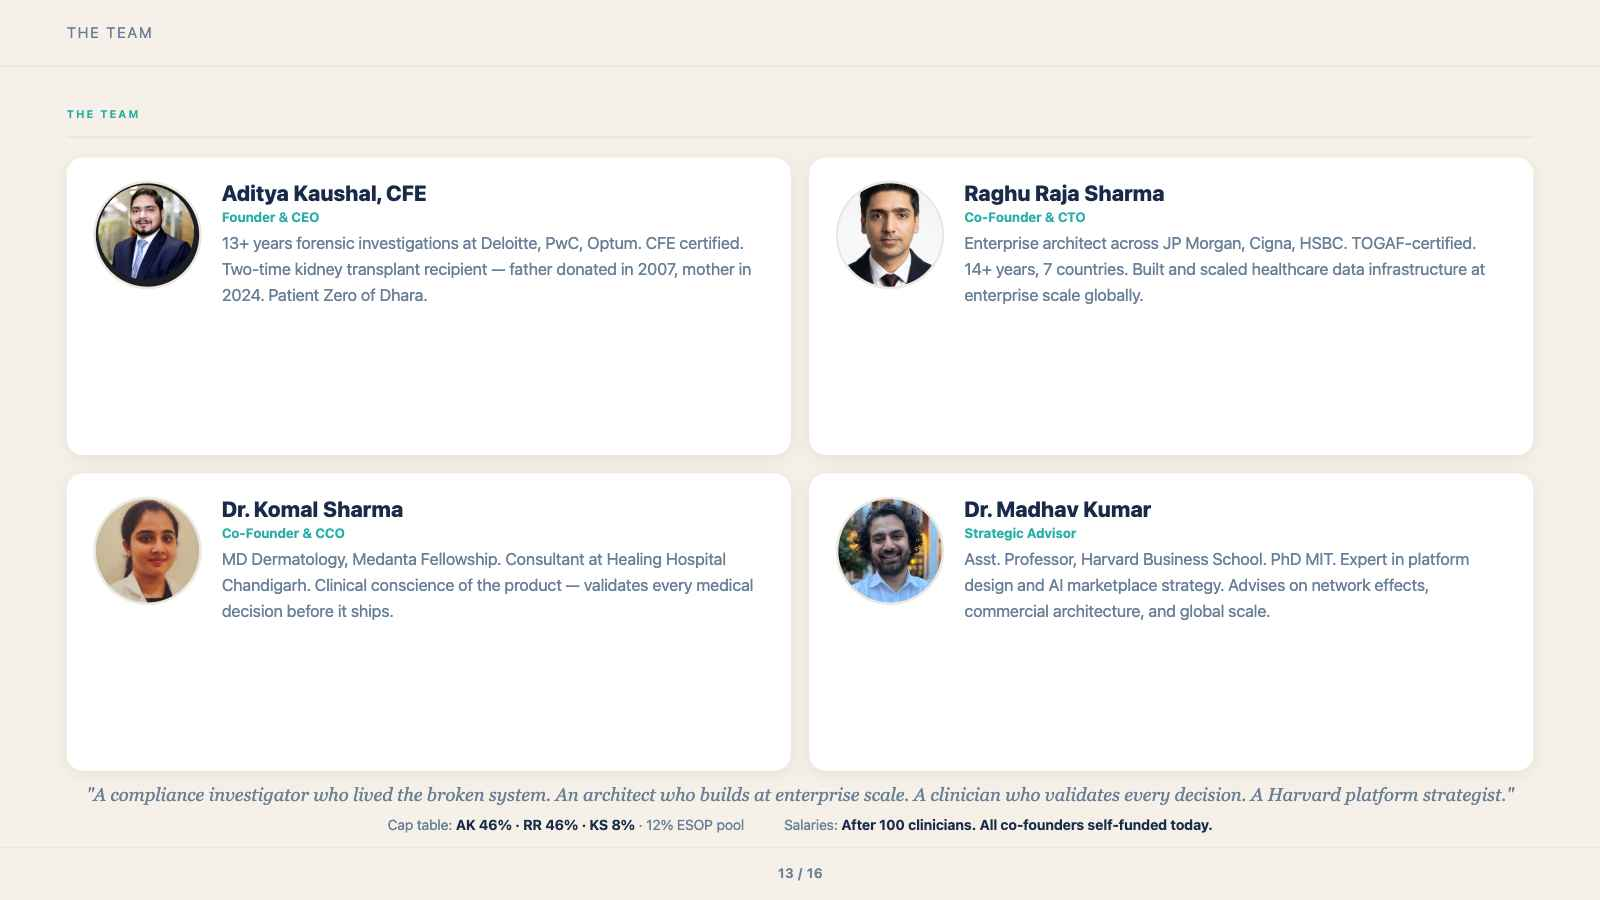 THE TEAM
THE TEAM
Aditya Kaushal, CFE
Founder & CEO
13+ years forensic investigations at Deloitte, PwC, Optum. CFE certified.
Two-time kidney transplant recipient — father donated in 2007, mother in
2024. Patient Zero of Dhara.
Raghu Raja Sharma
Co-Founder & CTO
Enterprise architect across JP Morgan, Cigna, HSBC. TOGAF-certified.
14+ years, 7 countries. Built and scaled healthcare data infrastructure at
enterprise scale globally.
Dr. Komal Sharma
Co-Founder & CCO
MD Dermatology, Medanta Fellowship. Consultant at Healing Hospital
Chandigarh. Clinical conscience of the product — validates every medical
decision before it ships.
Dr. Madhav Kumar
Strategic Advisor
Asst. Professor, Harvard Business School. PhD MIT. Expert in platform
design and AI marketplace strategy. Advises on network effects,
commercial architecture, and global scale.
"A compliance investigator who lived the broken system. An architect who builds at enterprise scale. A clinician who validates every decision. A Harvard platform strategist."
Cap table: AK 46% · RR 46% · KS 8% · 12% ESOP pool Salaries: After 100 clinicians. All co-founders self-funded today.
13 / 16